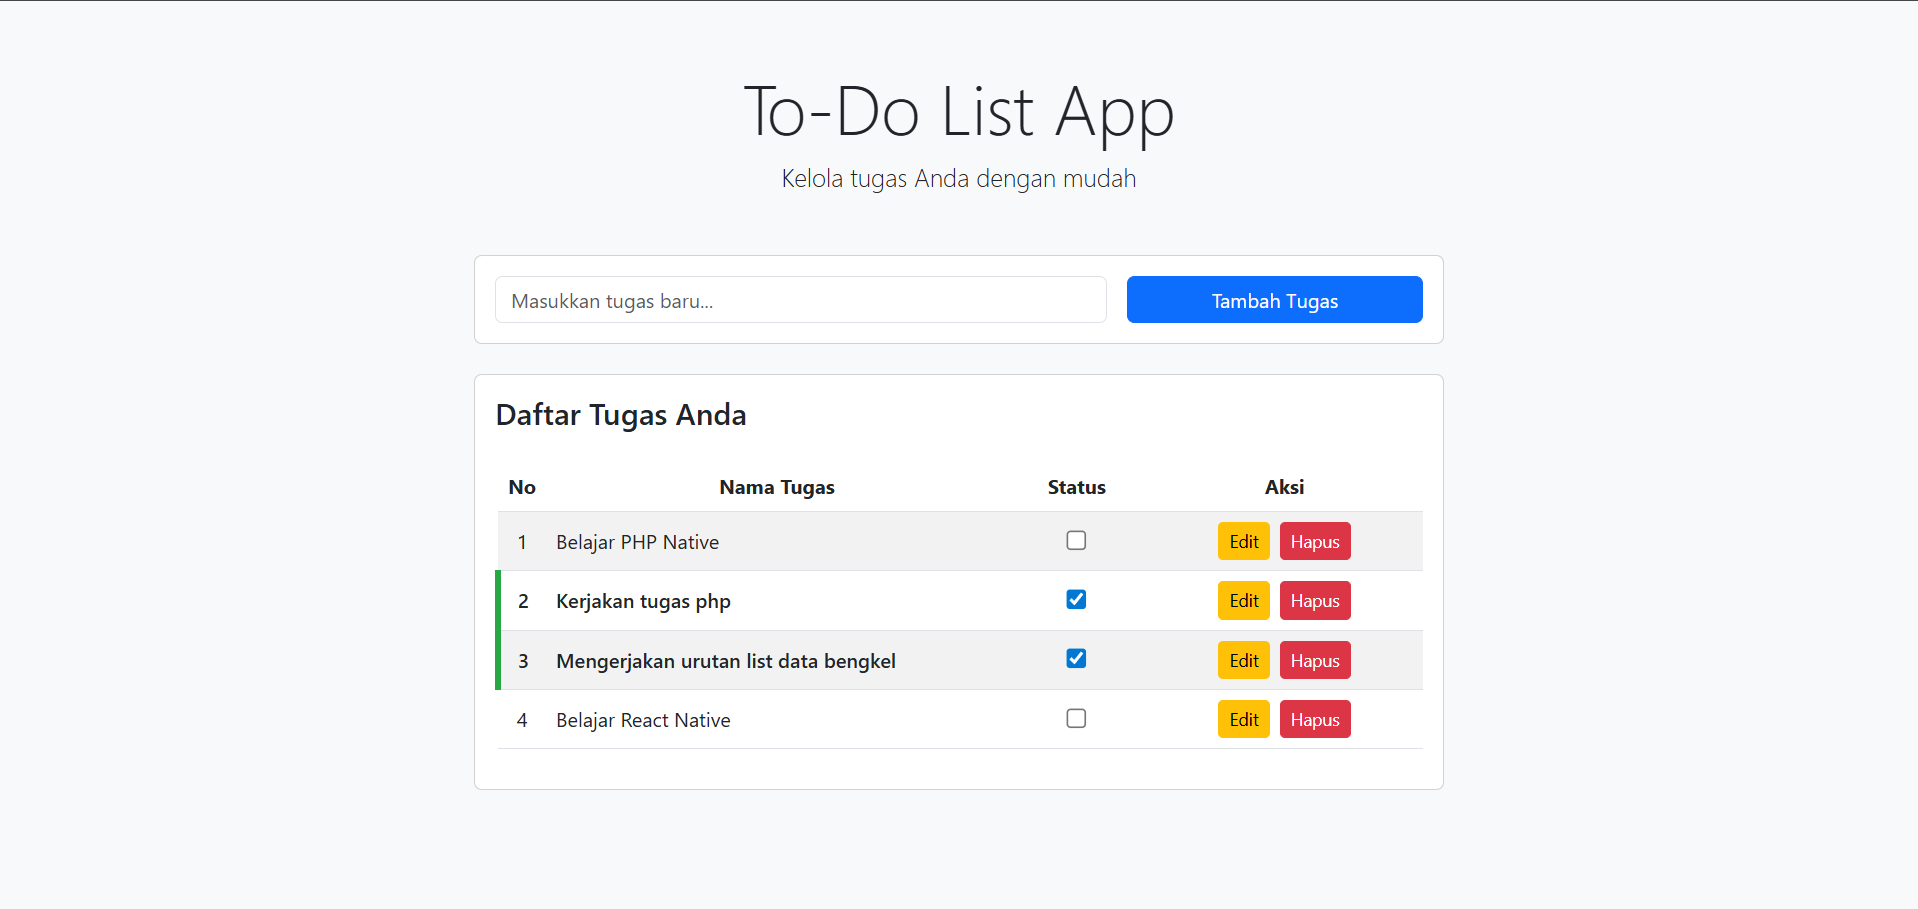 To-Do List App
Kelola tugas Anda dengan mudah
Masukkan tugas baru... Tambah Tugas
Daftar Tugas Anda
No Nama Tugas Status Aksi
1 Belajar PHP Native Edit Hapus
2 Kerjakan tugas php Edit Hapus
3 Mengerjakan urutan list data bengkel Edit Hapus
4 Belajar React Native Edit Hapus